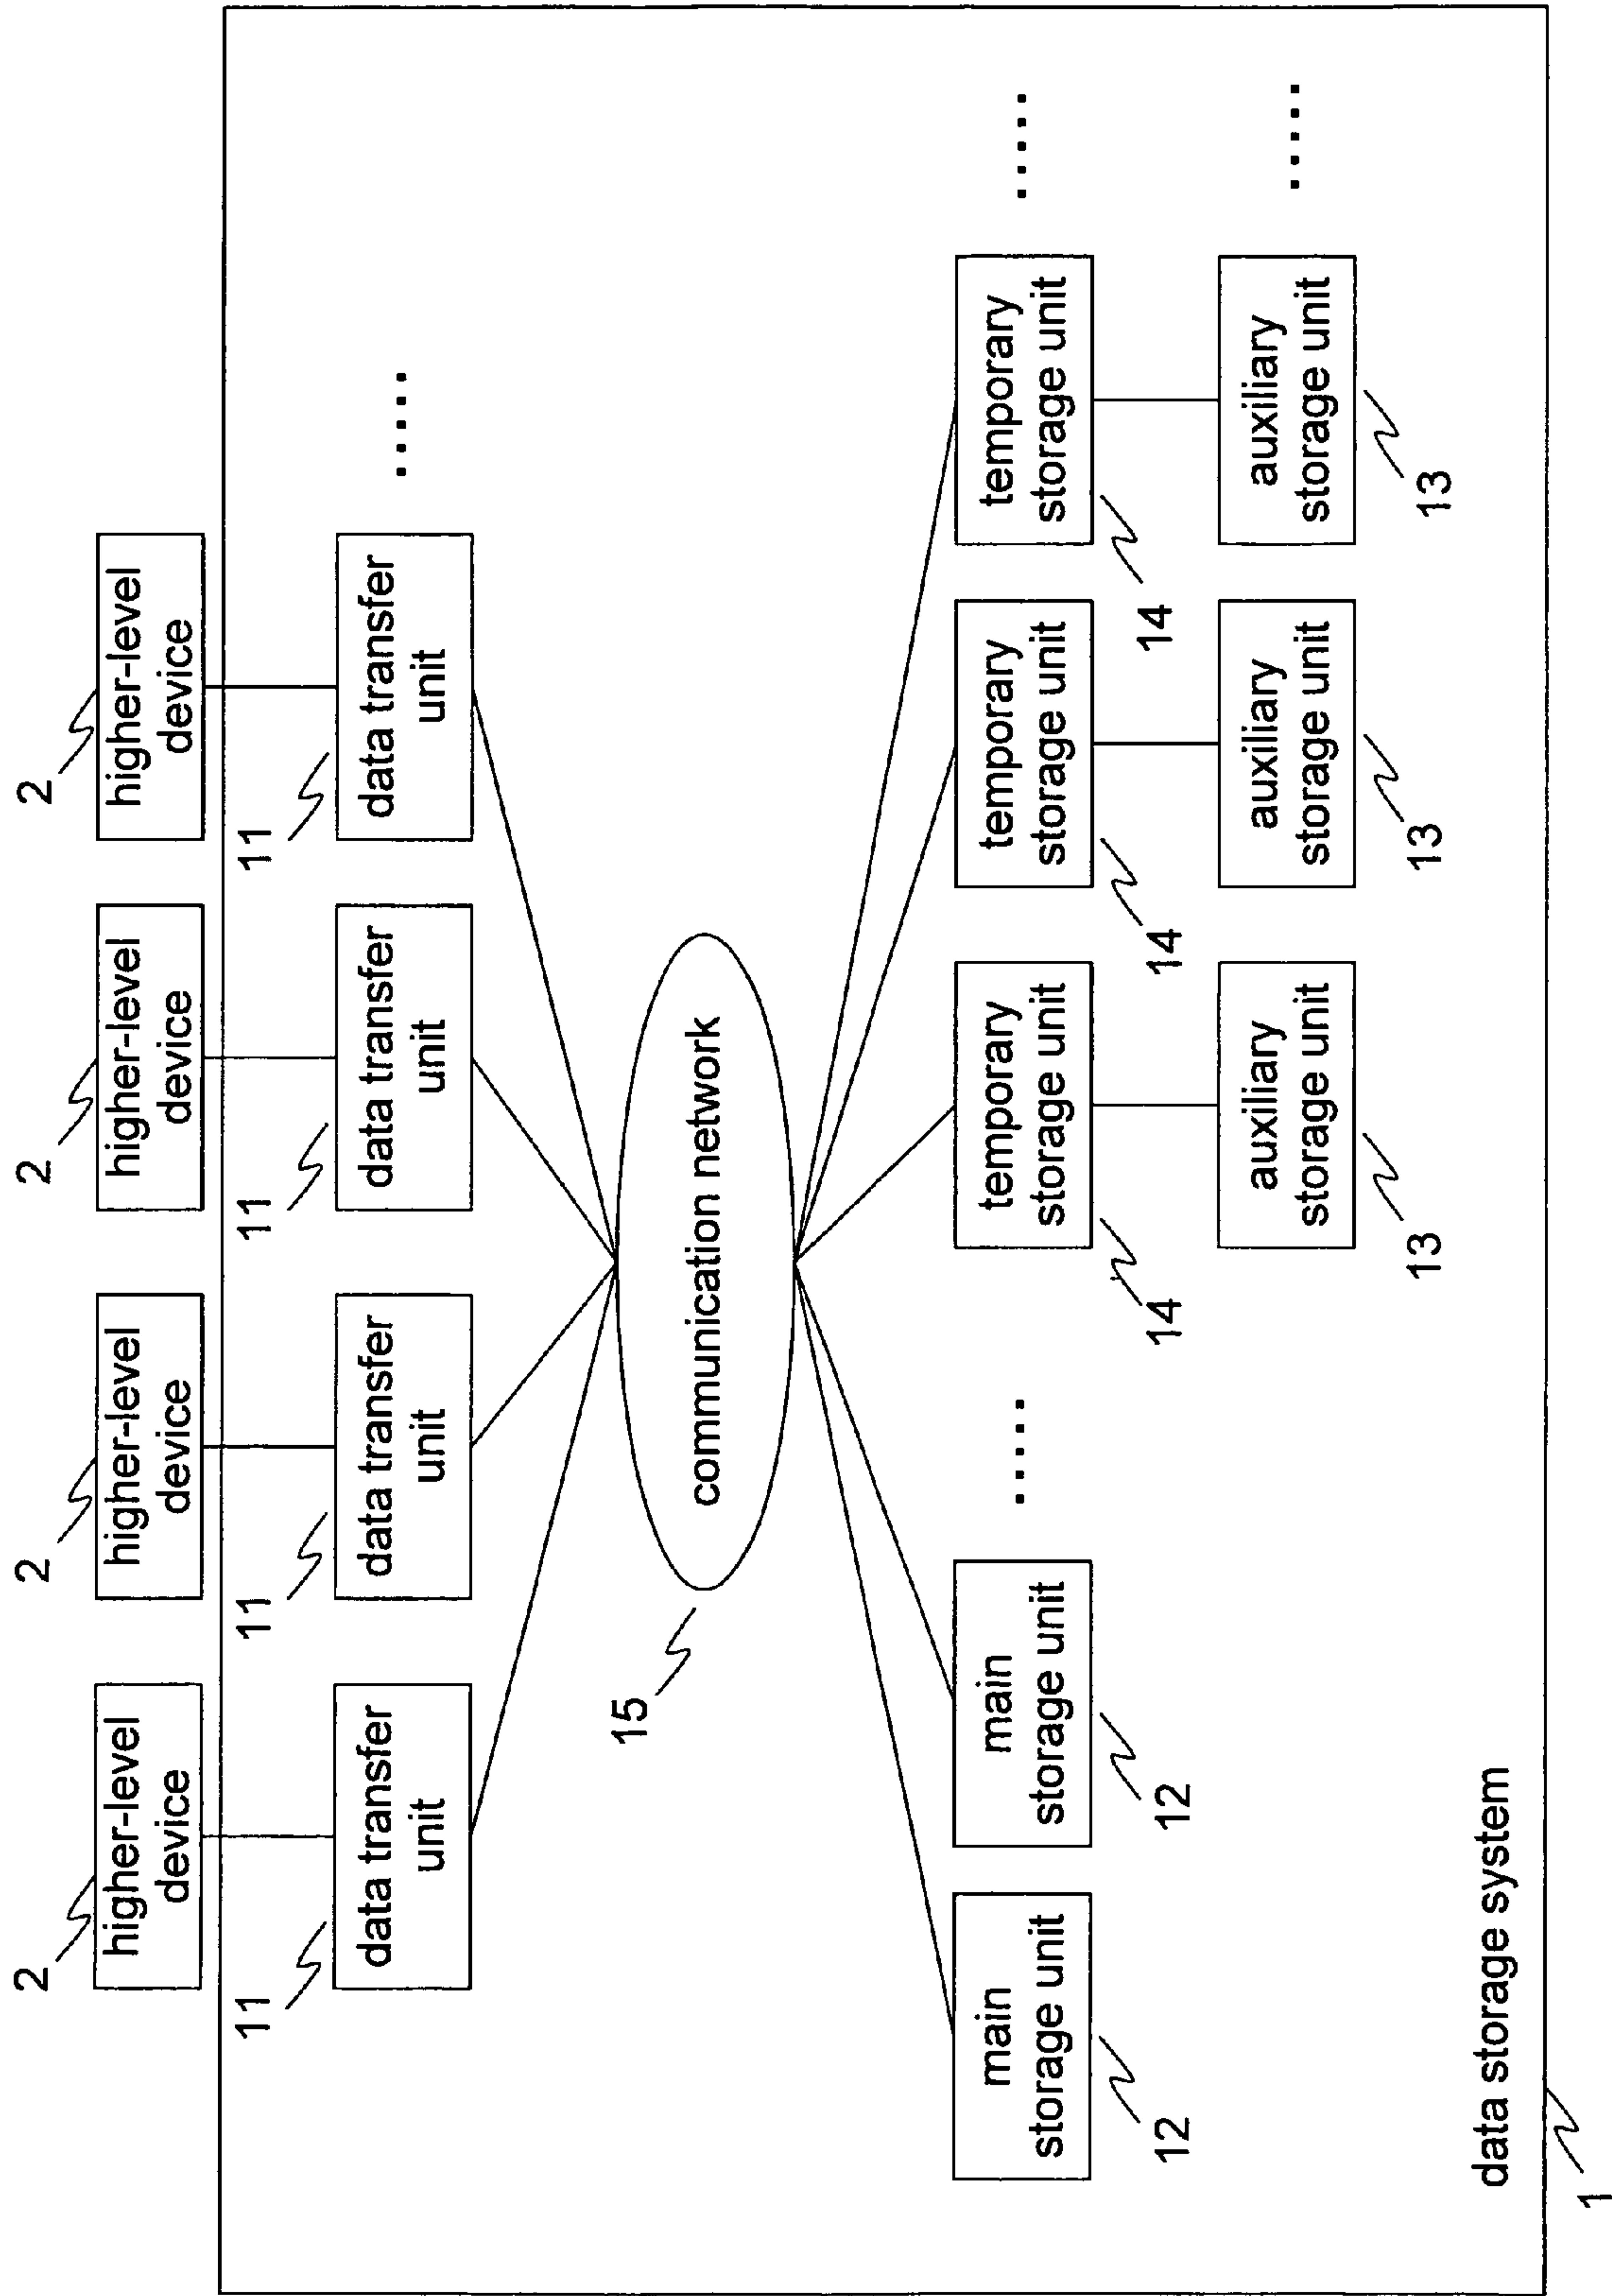 2
2
2
2
higher-level
device
higher-level
device
higher-level
device
higher-level
device
11
11
11
11
data transfer
unit
data transfer
unit
data transfer
unit
data transfer
unit
.....
15
communication network
main
storage unit
main
storage unit
.....
temporary
storage unit
temporary
storage unit
temporary
storage unit
.....
12
12
14
14
14
auxiliary
storage unit
auxiliary
storage unit
auxiliary
storage unit
.....
13
13
13
data storage system
1